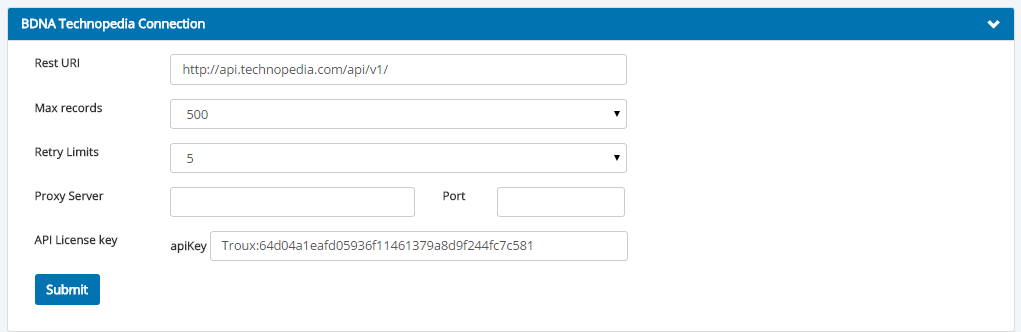 BDNA Technopedia Connection
Rest URI http://api.technopedia.com/api/v1/
Max records 500
Retry Limits 5
Proxy Server Port
API License key apiKey Troux:64d04a1eafd05936f11461379a8d9f244fc7c581
Submit